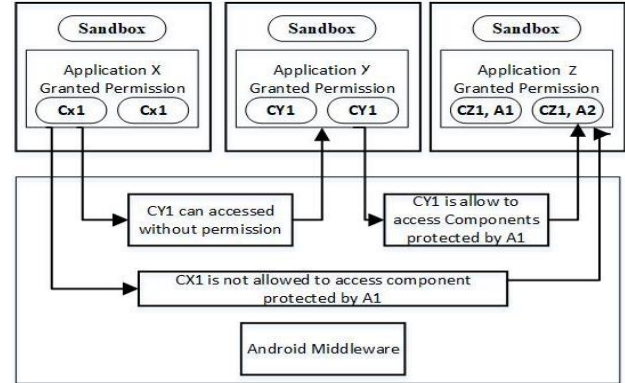 Sandbox
Application X
Granted Permission
Cx1
Cx1
Sandbox
Application Y
Granted Permission
CY1
CY1
Sandbox
Application Z
Granted Permission
CZ1, A1
CZ1, A2
CY1 can accessed
without permission
CY1 is allow to
access Components
protected by A1
CX1 is not allowed to access component
protected by A1
Android Middleware